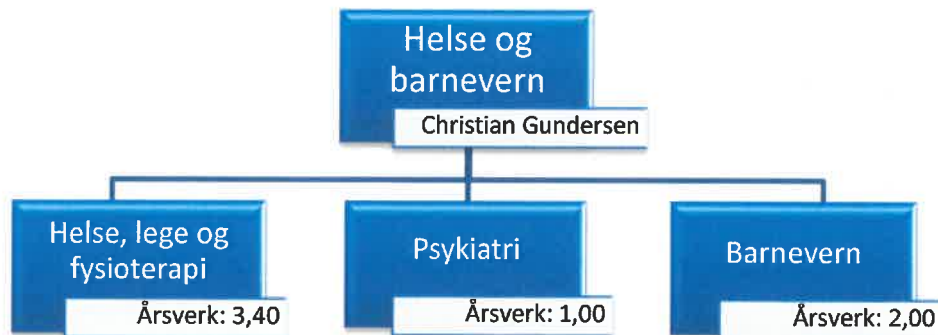 Helse og
barnevern
Christian Gundersen
Helse, lege og
fysioterapi
Årsverk: 3,40
Psykiatri
Årsverk: 1,00
Barnevern
Årsverk: 2,00